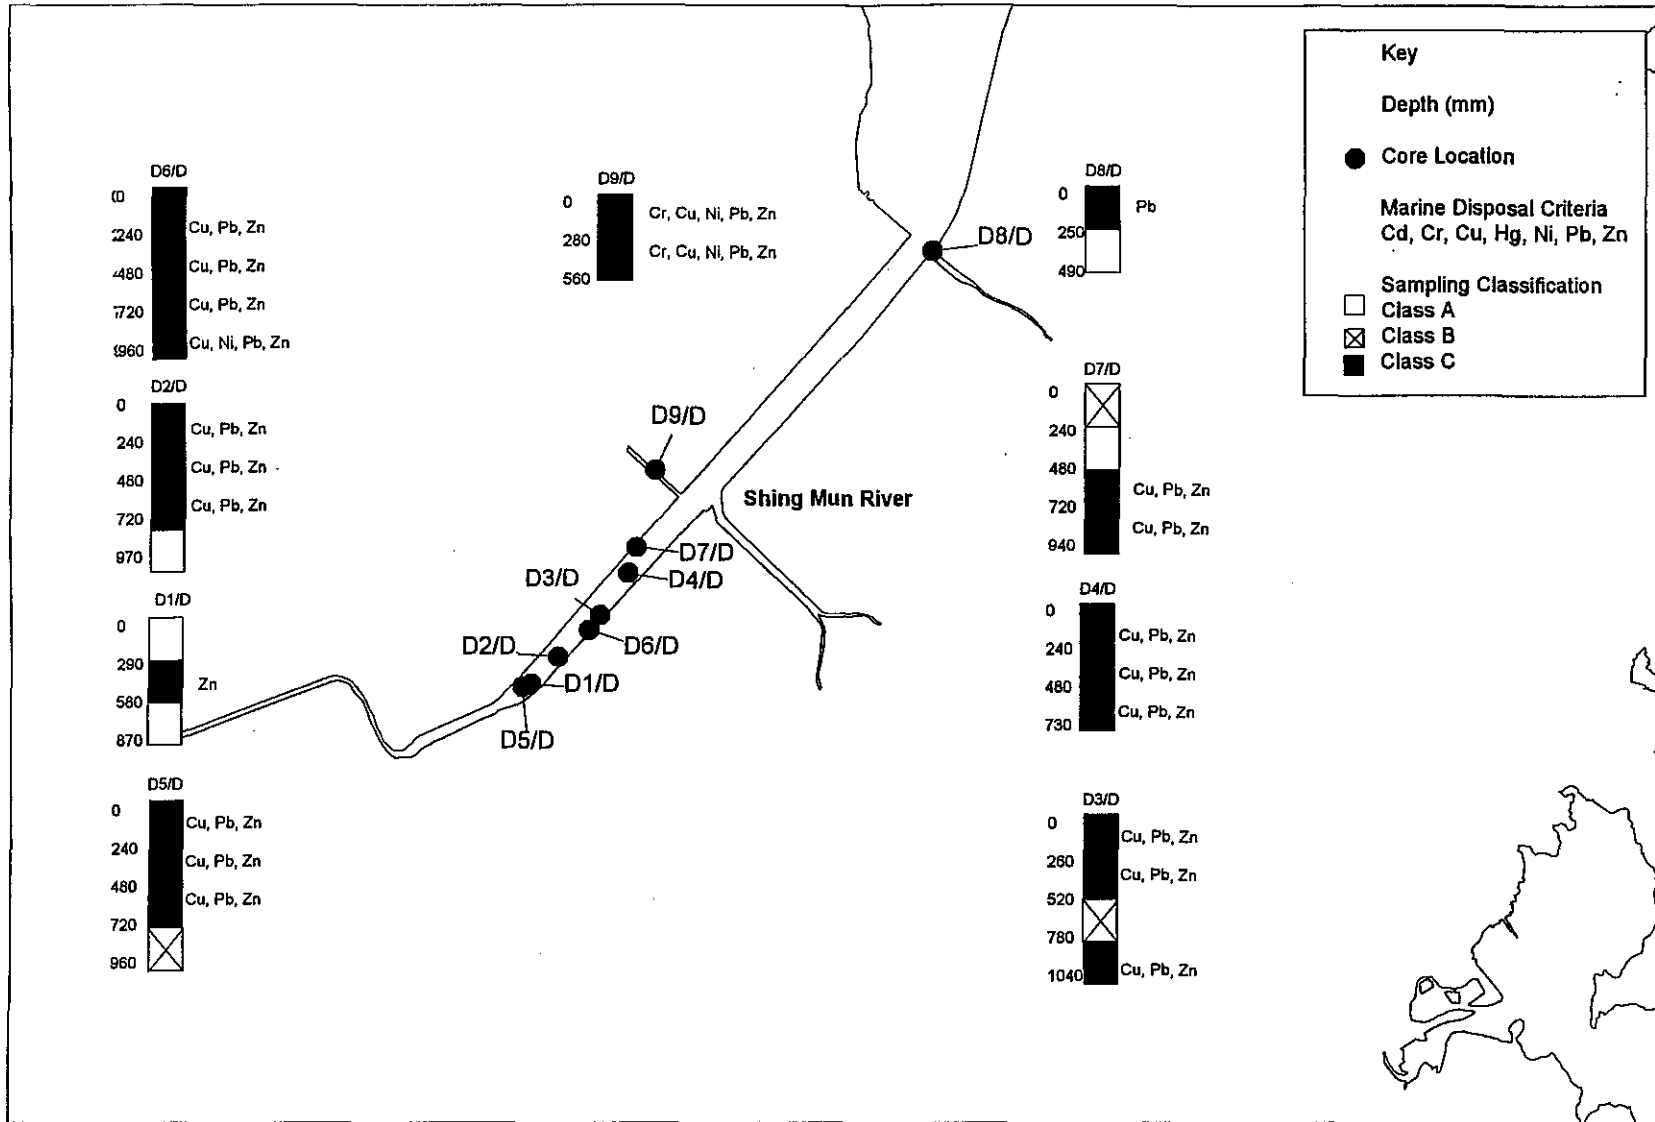 Key
Depth (mm)
Core Location
Marine Disposal Criteria
Cd, Cr, Cu, Hg, Ni, Pb, Zn
Sampling Classification
Class A
Class B
Class C
D6/D
240
Cu, Pb, Zn
480
Cu, Pb, Zn
720
Cu, Pb, Zn
960
Cu, Ni, Pb, Zn
D2/D
0
Cu, Pb, Zn
240
Cu, Pb, Zn
480
Cu, Pb, Zn
720
970
D1/D
0
290
Zn
580
870
D5/D
0
Cu, Pb, Zn
240
Cu, Pb, Zn
480
Cu, Pb, Zn
720
960
D9/D
0
Cr, Cu, Ni, Pb, Zn
280
Cr, Cu, Ni, Pb, Zn
560
D8/D
D9/D
Shing Mun River
D7/D
D4/D
D3/D
D6/D
D2/D
D1/D
D5/D
D8/D
0
Pb
250
490
D7/D
0
240
480
Cu, Pb, Zn
720
Cu, Pb, Zn
940
D4/D
0
Cu, Pb, Zn
240
Cu, Pb, Zn
480
Cu, Pb, Zn
730
D3/D
0
Cu, Pb, Zn
260
Cu, Pb, Zn
520
780
1040
Cu, Pb, Zn